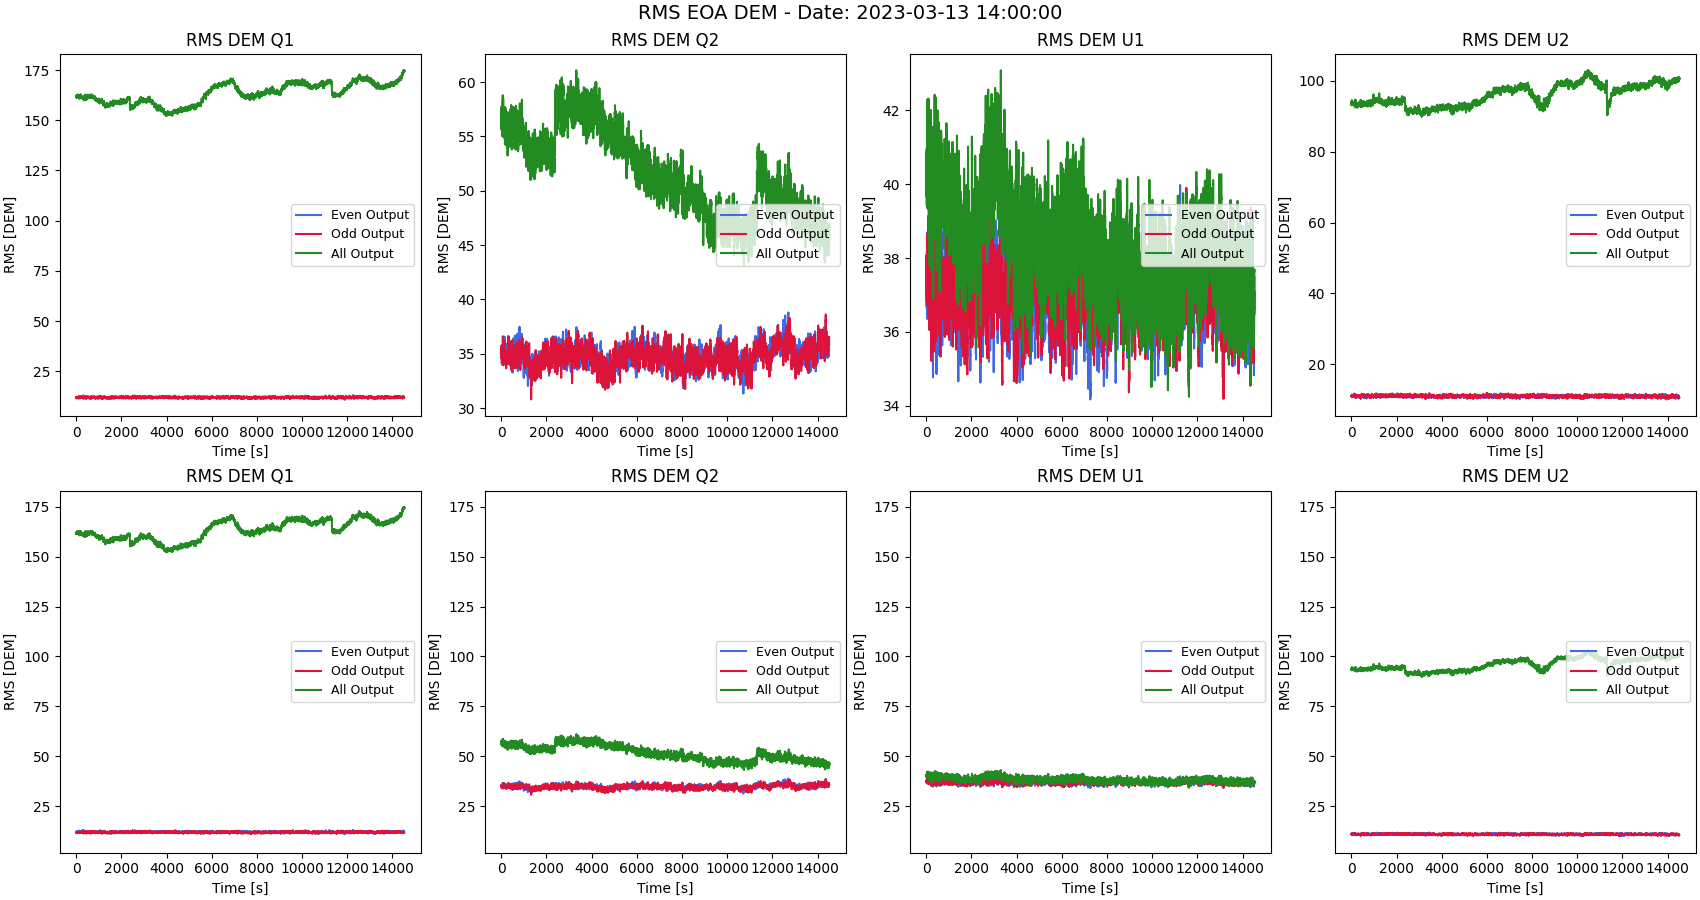 RMS EOA DEM - Date: 2023-03-13 14:00:00
RMS DEM Q1
RMS [DEM]
175
150
125
100
75
50
25
0 2000 4000 6000 8000 10000 12000 14000
Time [s]
Even Output
Odd Output
All Output
RMS DEM Q2
RMS [DEM]
60
55
50
45
40
35
30
0 2000 4000 6000 8000 10000 12000 14000
Time [s]
Even Output
Odd Output
All Output
RMS DEM U1
RMS [DEM]
42
40
38
36
34
0 2000 4000 6000 8000 10000 12000 14000
Time [s]
Even Output
Odd Output
All Output
RMS DEM U2
RMS [DEM]
100
80
60
40
20
0 2000 4000 6000 8000 10000 12000 14000
Time [s]
Even Output
Odd Output
All Output
RMS DEM Q1
RMS [DEM]
175
150
125
100
75
50
25
0 2000 4000 6000 8000 10000 12000 14000
Time [s]
Even Output
Odd Output
All Output
RMS DEM Q2
RMS [DEM]
175
150
125
100
75
50
25
0 2000 4000 6000 8000 10000 12000 14000
Time [s]
Even Output
Odd Output
All Output
RMS DEM U1
RMS [DEM]
175
150
125
100
75
50
25
0 2000 4000 6000 8000 10000 12000 14000
Time [s]
Even Output
Odd Output
All Output
RMS DEM U2
RMS [DEM]
175
150
125
100
75
50
25
0 2000 4000 6000 8000 10000 12000 14000
Time [s]
Even Output
Odd Output
All Output